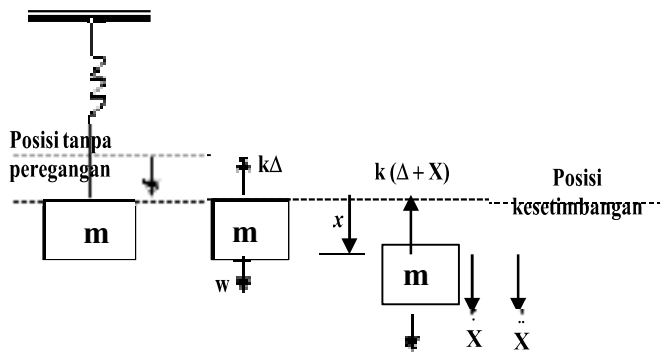 Posisi tanpa
peregangan
kΔ
k (Δ + X)
Posisi
kesetimbangan
m
m
x
m
w
Ẋ
Ẍ